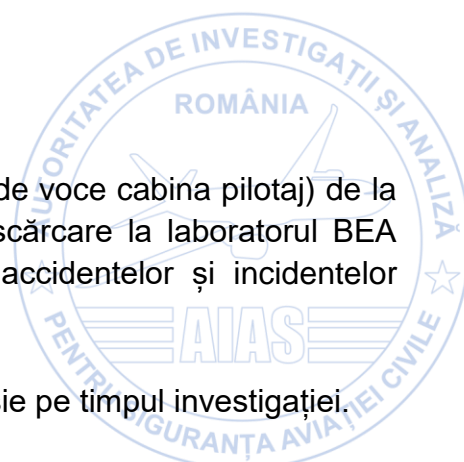 AUTORITATEA DE INVESTIGAȚII ȘI ANALIZĂ
ROMÂNIA
de voce cabina pilotaj) de la
scărcare la laboratorul BEA
accidentelor și incidentelor
AIAS
sie pe timpul investigației.
PENTRU SIGURANȚA AVIAȚIEI CIVILE